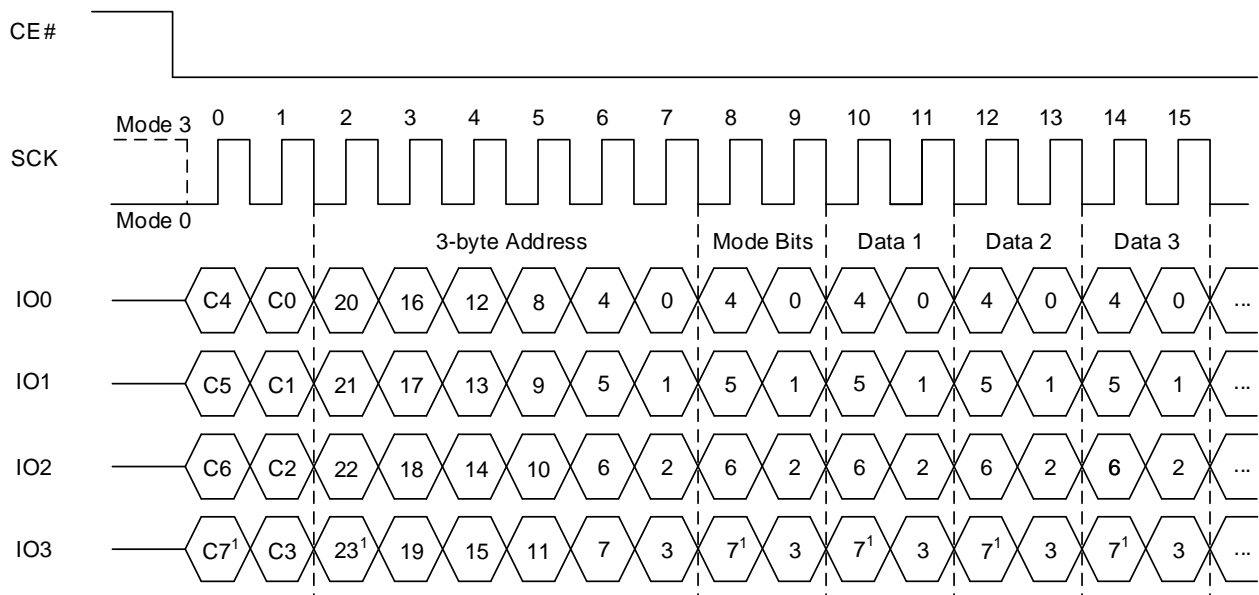 CE#
0 1 2 3 4 5 6 7 8 9 10 11 12 13 14 15
Mode 3
SCK
Mode 0
3-byte Address Mode Bits Data 1 Data 2 Data 3
IO0 C4 C0 20 16 12 8 4 0 4 0 4 0 4 0 4 0 ...
IO1 C5 C1 21 17 13 9 5 1 5 1 5 1 5 1 5 1 ...
IO2 C6 C2 22 18 14 10 6 2 6 2 6 2 6 2 6 2 ...
IO3 C7¹ C3 23¹ 19 15 11 7 3 7¹ 3 7¹ 3 7¹ 3 7¹ 3 ...